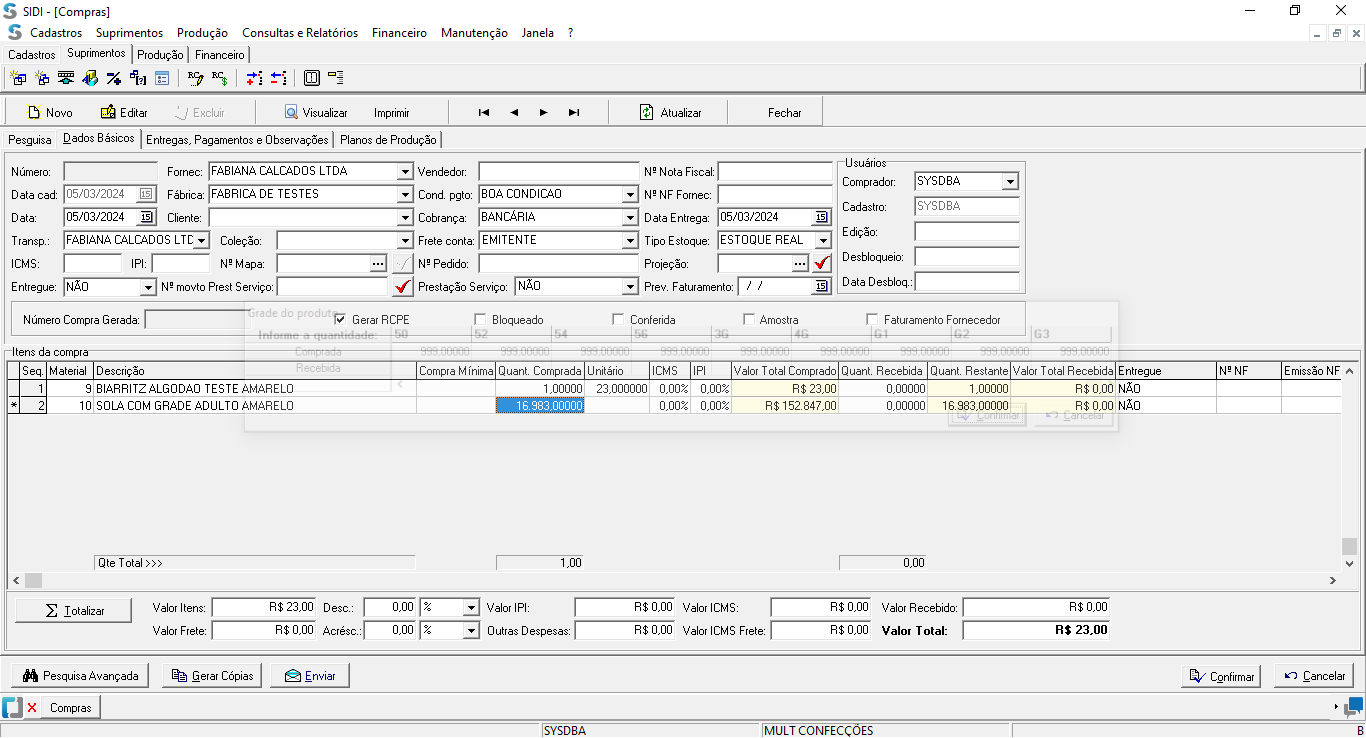 SIDI - [Compras]
Cadastros Suprimentos Produção Consultas e Relatórios Financeiro Manutenção Janela ?
Cadastros Suprimentos Produção Financeiro
Novo Editar Excluir Visualizar Imprimir Atualizar Fechar
Pesquisa Dados Básicos Entregas, Pagamentos e Observações Planos de Produção
Número: Fornec: FABIANA CALCADOS LTDA Vendedor: Nº Nota Fiscal: Usuários
Comprador: SYSDBA
Data cad: 05/03/2024 15 Fábrica: FABRICA DE TESTES Cond. pgto: BOA CONDICAO Nº NF Fornec:
Cadastro: SYSDBA
Data: 05/03/2024 15 Cliente: Cobrança: BANCÁRIA Data Entrega: 05/03/2024 15
Edição:
Transp.: FABIANA CALCADOS LTC Coleção: Frete conta: EMITENTE Tipo Estoque: ESTOQUE REAL
Desbloqueio:
ICMS: IPI: Nº Mapa: ... Nº Pedido: Projeção: ...
Data Desbloq.:
Entregue: NÃO Nº movto Prest Serviço: Prestação Serviço: NÃO Prev. Faturamento: / / 15
Grade do produto
Número Compra Gerada: Gerar RCPE Bloqueado Conferida Amostra Faturamento Fornecedor
Informe a quantidade: 50 52 54 56 3G 4G G1 G2 G3
Comprada 999,00000 999,00000 999,00000 999,00000 999,00000 999,00000 999,00000 999,00000 999,00000
Itens da compra
Recebida
Seq. Material Descrição Compra Mínima Quant. Comprada Unitário ICMS IPI Valor Total Comprado Quant. Recebida Quant. Restante Valor Total Recebida Entregue Nº NF Emissão NF
1 9 BIARRITZ ALGODAO TESTE AMARELO 1,00000 23,000000 0,00% 0,00% R$ 23,00 0,00000 1,00000 R$ 0,00 NÃO
* 2 10 SOLA COM GRADE ADULTO AMARELO 16.983,00000 0,00% 0,00% R$ 152.847,00 0,00000 16.983,00000 R$ 0,00 NÃO
Confirmar Cancelar
Qte Total >>> 1,00 0,00
Totalizar Valor Itens: R$ 23,00 Desc.: 0,00 % Valor IPI: R$ 0,00 Valor ICMS: R$ 0,00 Valor Recebido: R$ 0,00
Valor Frete: R$ 0,00 Acrésc.: 0,00 % Outras Despesas: R$ 0,00 Valor ICMS Frete: R$ 0,00 Valor Total: R$ 23,00
Pesquisa Avançada Gerar Cópias Enviar Confirmar Cancelar
Compras
SYSDBA MULT CONFECÇÕES B